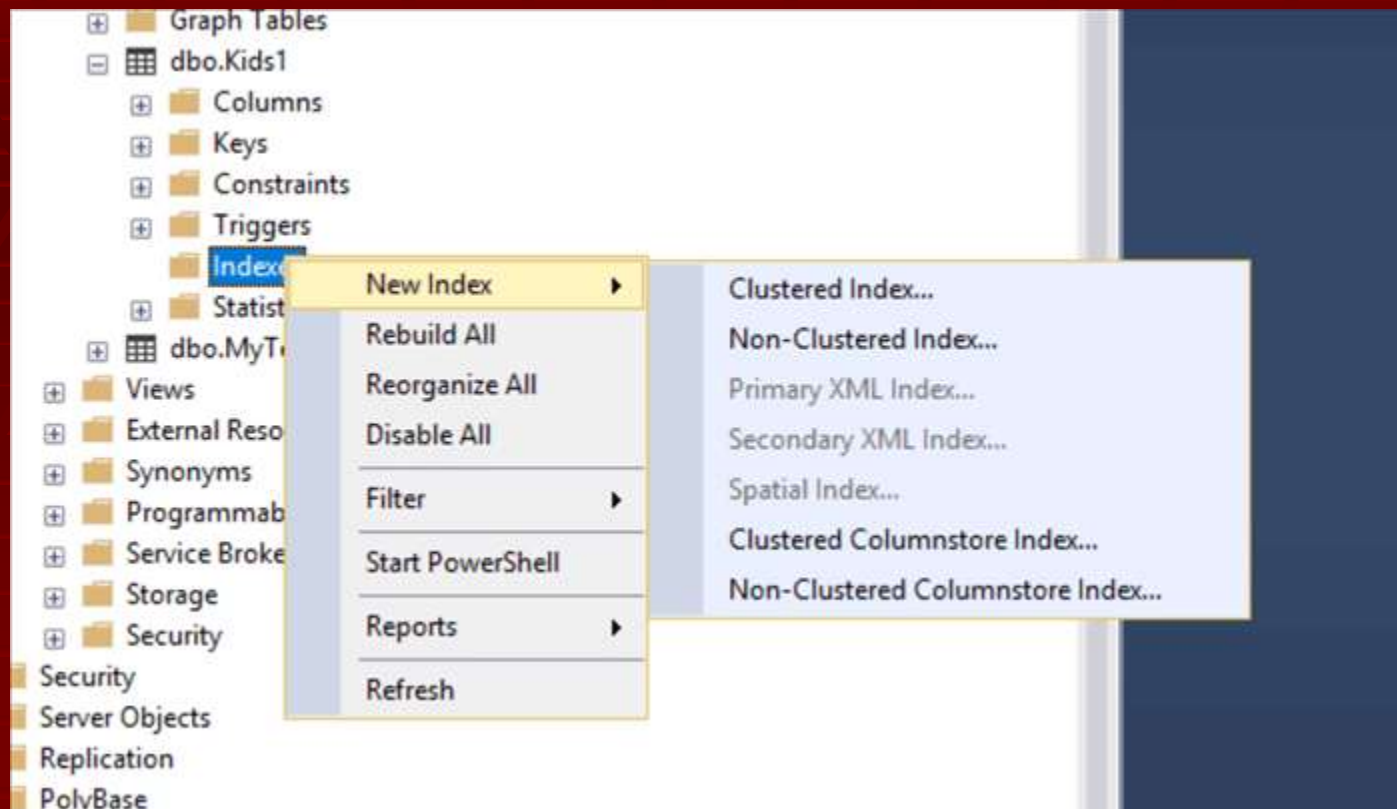 Graph Tables
dbo.Kids1
Columns
Keys
Constraints
Triggers
Indexe
Statist
dbo.MyT
Views
External Reso
Synonyms
Programmab
Service Broke
Storage
Security
Security
Server Objects
Replication
PolyBase
New Index
Rebuild All
Reorganize All
Disable All
Filter
Start PowerShell
Reports
Refresh
Clustered Index...
Non-Clustered Index...
Primary XML Index...
Secondary XML Index...
Spatial Index...
Clustered Columnstore Index...
Non-Clustered Columnstore Index...